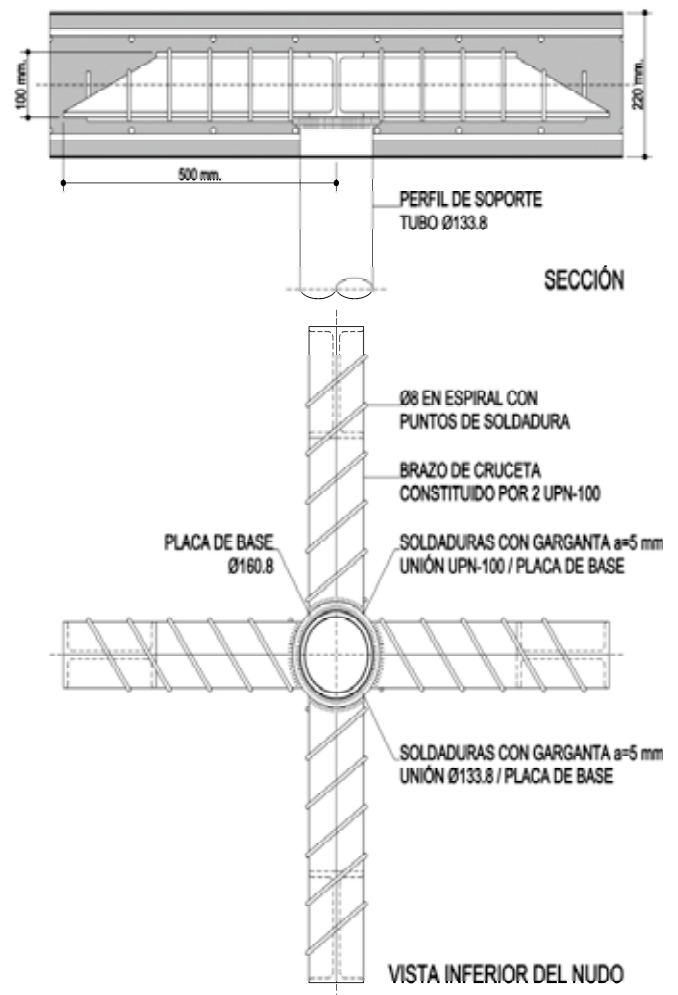 100 mm.
220 mm.
500 mm.
PERFIL DE SOPORTE
TUBO Ø133.8
SECCIÓN
Ø8 EN ESPIRAL CON
PUNTOS DE SOLDADURA
BRAZO DE CRUCETA
CONSTITUIDO POR 2 UPN-100
PLACA DE BASE
Ø160.8
SOLDADURAS CON GARGANTA a=5 mm
UNIÓN UPN-100 / PLACA DE BASE
SOLDADURAS CON GARGANTA a=5 mm
UNIÓN Ø133.8 / PLACA DE BASE
VISTA INFERIOR DEL NUDO